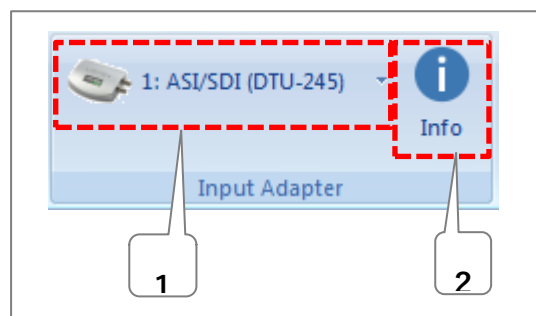 1: ASI/SDI (DTU-245)
Info
Input Adapter
1
2